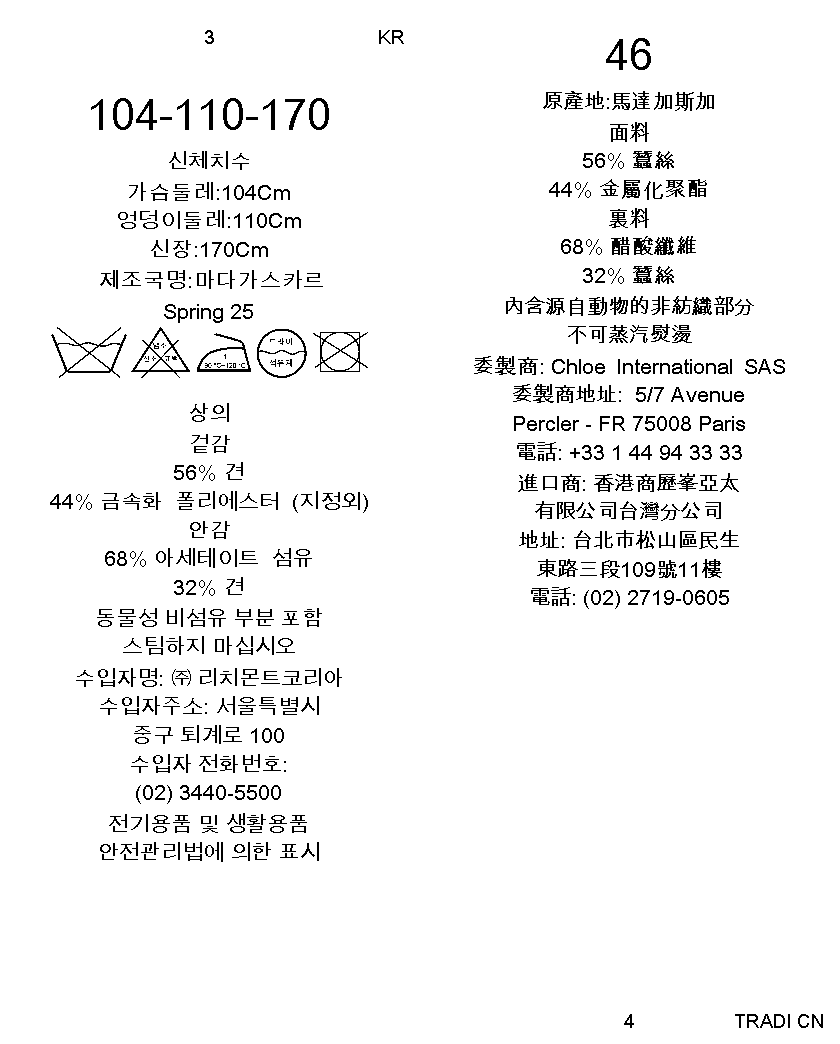 3 KR
104-110-170
신체치수
가슴둘레:104Cm
엉덩이둘레:110Cm
신장:170Cm
제조국명:마다가스카르
Spring 25
염소
산소 표백
1
80 °C~120 °C
드라이
석유계
상의
겉감
56% 견
44% 금속화 폴리에스터 (지정외)
안감
68% 아세테이트 섬유
32% 견
동물성 비섬유 부분 포함
스팀하지 마십시오
수입자명: ㈜ 리치몬트코리아
수입자주소: 서울특별시
중구 퇴계로 100
수입자 전화번호:
(02) 3440-5500
전기용품 및 생활용품
안전관리법에 의한 표시
46
原產地:馬達加斯加
面料
56% 蠶絲
44% 金屬化聚酯
裏料
68% 醋酸纖維
32% 蠶絲
內含源自動物的非紡織部分
不可蒸汽熨燙
委製商: Chloe International SAS
委製商地址: 5/7 Avenue
Percler - FR 75008 Paris
電話: +33 1 44 94 33 33
進口商: 香港商歷峯亞太
有限公司台灣分公司
地址: 台北市松山區民生
東路三段109號11樓
電話: (02) 2719-0605
4 TRADI CN